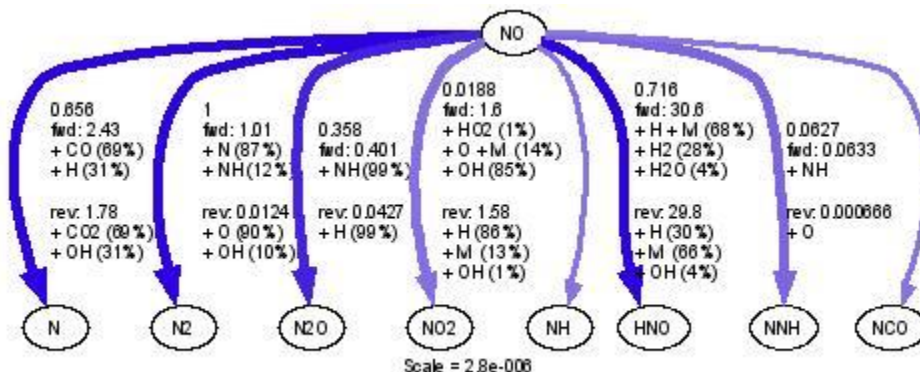 NO
0.656
fwd: 2.43
+ CO (69%)
+ H (31%)
rev: 1.78
+ CO2 (69%)
+ OH (31%)
1
fwd: 1.01
+ N (87%)
+ NH (12%)
rev: 0.0124
+ O (90%)
+ OH (10%)
0.358
fwd: 0.401
+ NH (99%)
rev: 0.0427
+ H (99%)
0.0188
fwd: 1.6
+ HO2 (1%)
+ O + M (14%)
+ OH (85%)
rev: 1.58
+ H (86%)
+ M (13%)
+ OH (1%)
0.716
fwd: 30.6
+ H + M (68%)
+ H2 (28%)
+ H2O (4%)
rev: 29.8
+ H (30%)
+ M (66%)
+ OH (4%)
0.0627
fwd: 0.0633
+ NH
rev: 0.000666
+ O
N
N2
N2O
NO2
NH
HNO
NNH
NCO
Scale = 2.8e-006